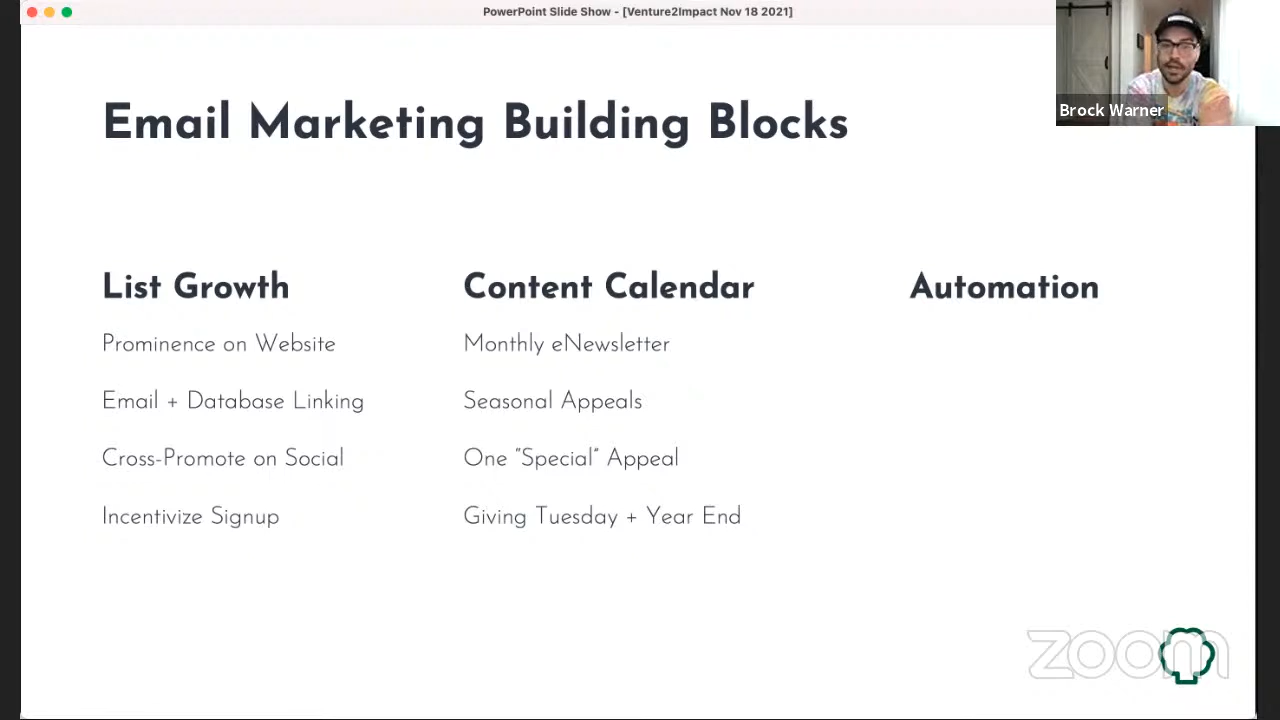 PowerPoint Slide Show - [Venture2Impact Nov 18 2021]
Brock Warner
Email Marketing Building Blocks
List Growth
Prominence on Website
Email + Database Linking
Cross-Promote on Social
Incentivize Signup
Content Calendar
Monthly eNewsletter
Seasonal Appeals
One “Special” Appeal
Giving Tuesday + Year End
Automation
zoom